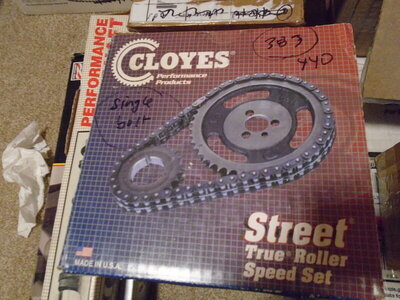 CLOYES®
Performance
Products
383
440
single
bolt
PERFORMANCE
Street®
True® Roller
Speed Set
MADE IN U.S.A.